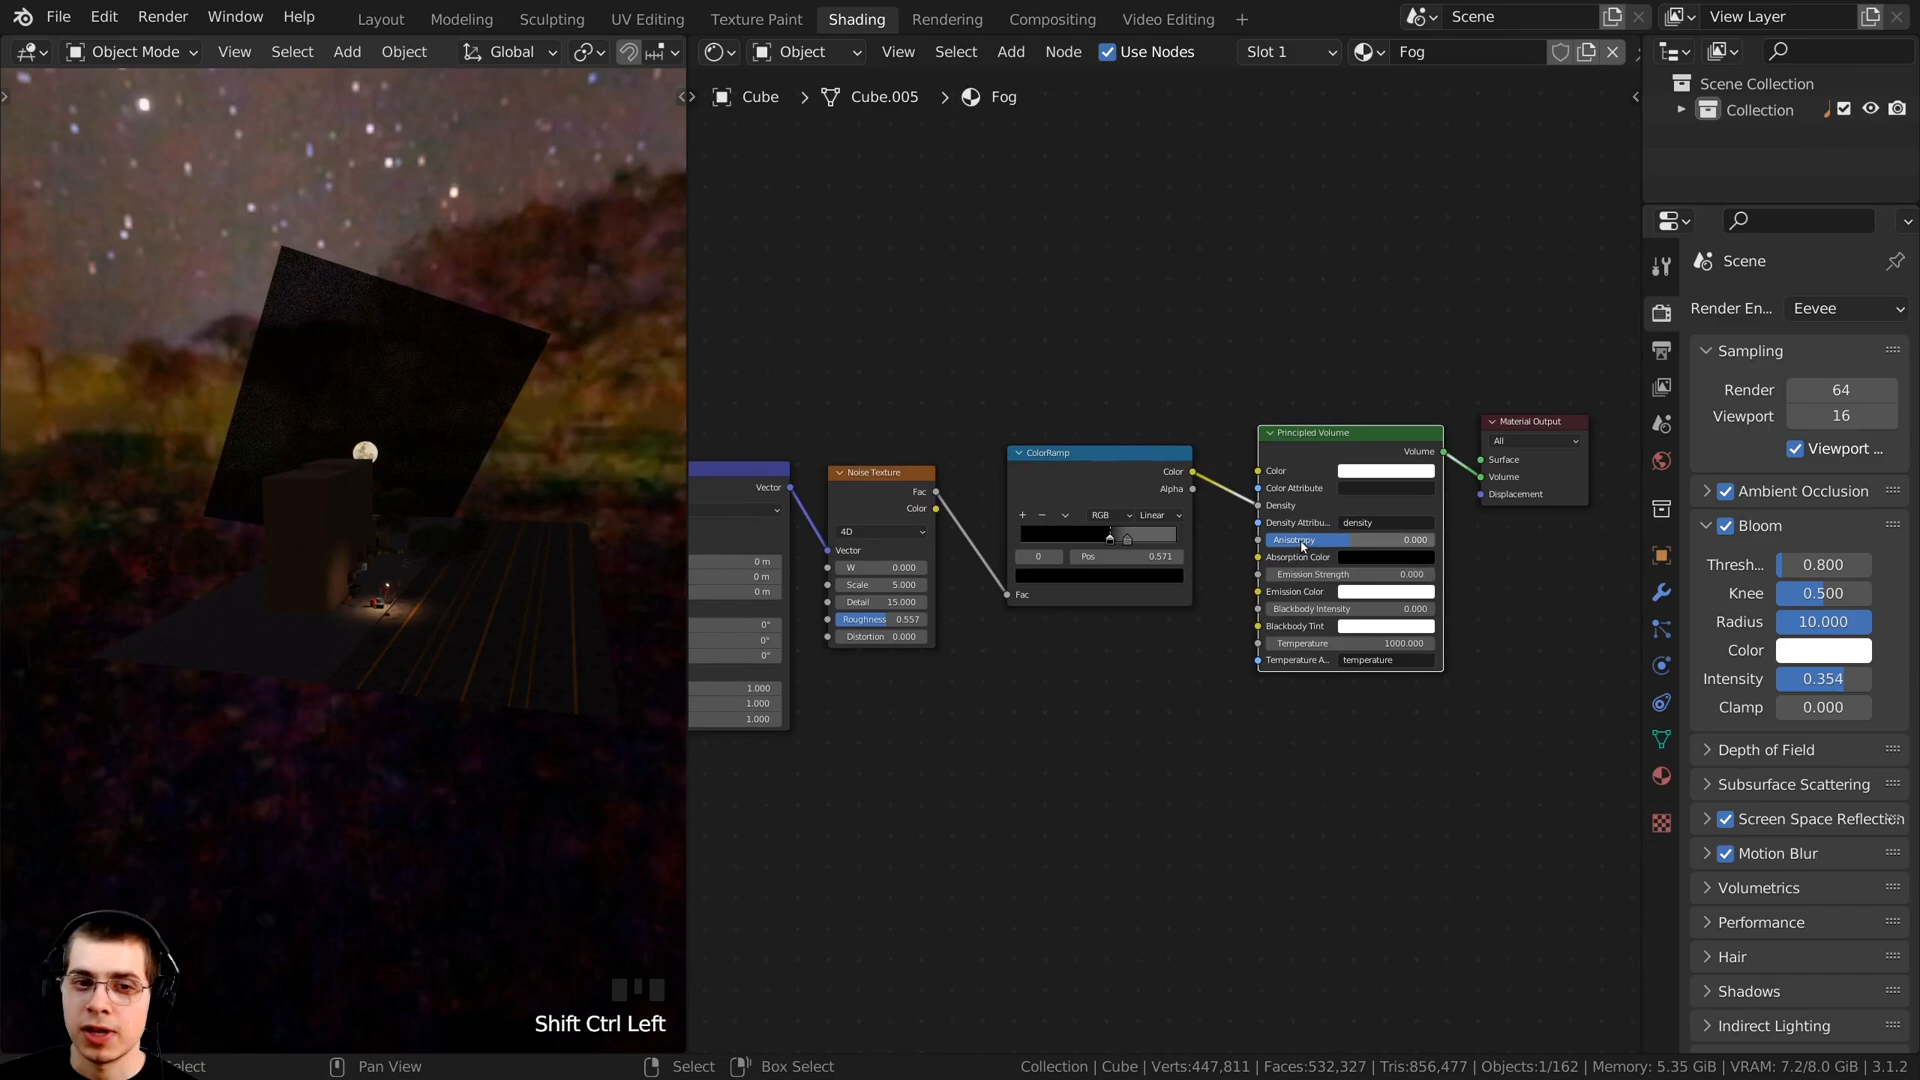 File Edit Render Window Help Layout Modeling Sculpting UV Editing Texture Paint Shading Rendering Compositing Video Editing + Scene View Layer
Object Mode View Select Add Object Global Object View Select Add Node Use Nodes Slot 1 Fog
Cube > Cube.005 > Fog
Scene Collection
Collection
Scene
Render En... Eevee
Sampling
Render 64
Viewport 16
Viewport ...
Ambient Occlusion
Bloom
Thresh... 0.800
Knee 0.500
Radius 10.000
Color
Intensity 0.354
Clamp 0.000
Depth of Field
Subsurface Scattering
Screen Space Reflection
Motion Blur
Volumetrics
Performance
Hair
Shadows
Indirect Lighting
Vector
0 m
0 m
0 m
0°
0°
0°
1.000
1.000
1.000
Noise Texture
Fac
Color
4D
Vector
W 0.000
Scale 5.000
Detail 15.000
Roughness 0.557
Distortion 0.000
ColorRamp
Color
Alpha
+ − RGB Linear
0 Pos 0.571
Fac
Principled Volume
Volume
Color
Color Attribute
Density
Density Attribu... density
Anisotropy 0.000
Absorption Color
Emission Strength 0.000
Emission Color
Blackbody Intensity 0.000
Blackbody Tint
Temperature 1000.000
Temperature A... temperature
Material Output
All
Surface
Volume
Displacement
Shift Ctrl Left
elect Pan View Select Box Select Collection | Cube | Verts:447,811 | Faces:532,327 | Tris:856,477 | Objects:1/162 | Memory: 5.35 GiB | VRAM: 7.2/8.0 GiB | 3.1.2